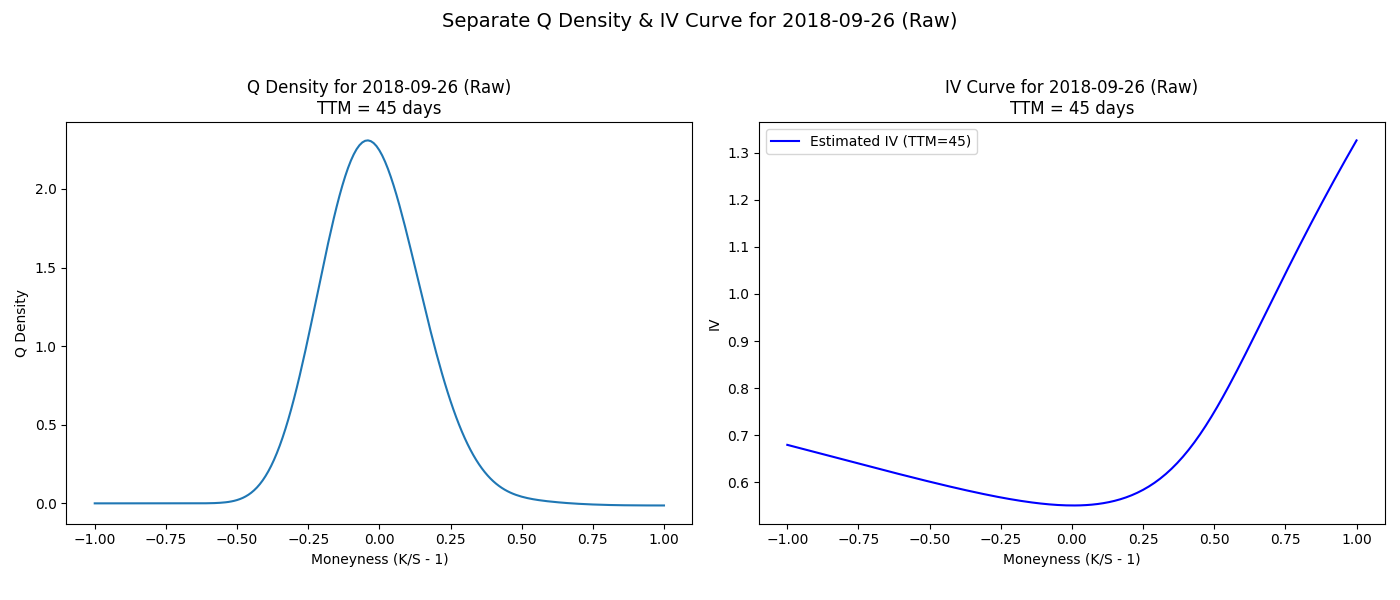 Separate Q Density & IV Curve for 2018-09-26 (Raw)
Q Density for 2018-09-26 (Raw)
TTM = 45 days
Q Density
2.0
1.5
1.0
0.5
0.0
−1.00 −0.75 −0.50 −0.25 0.00 0.25 0.50 0.75 1.00
Moneyness (K/S - 1)
IV Curve for 2018-09-26 (Raw)
TTM = 45 days
Estimated IV (TTM=45)
IV
1.3
1.2
1.1
1.0
0.9
0.8
0.7
0.6
−1.00 −0.75 −0.50 −0.25 0.00 0.25 0.50 0.75 1.00
Moneyness (K/S - 1)